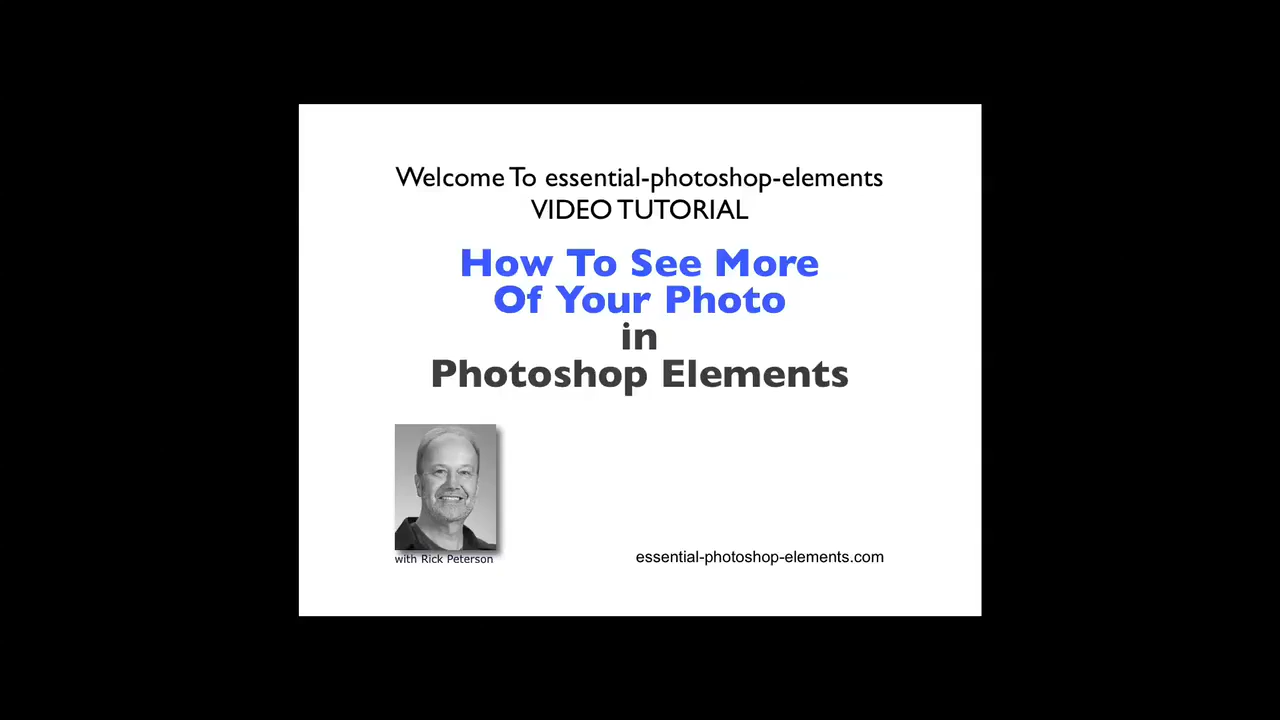 Welcome To essential-photoshop-elements
VIDEO TUTORIAL
How To See More
Of Your Photo
in
Photoshop Elements
with Rick Peterson
essential-photoshop-elements.com